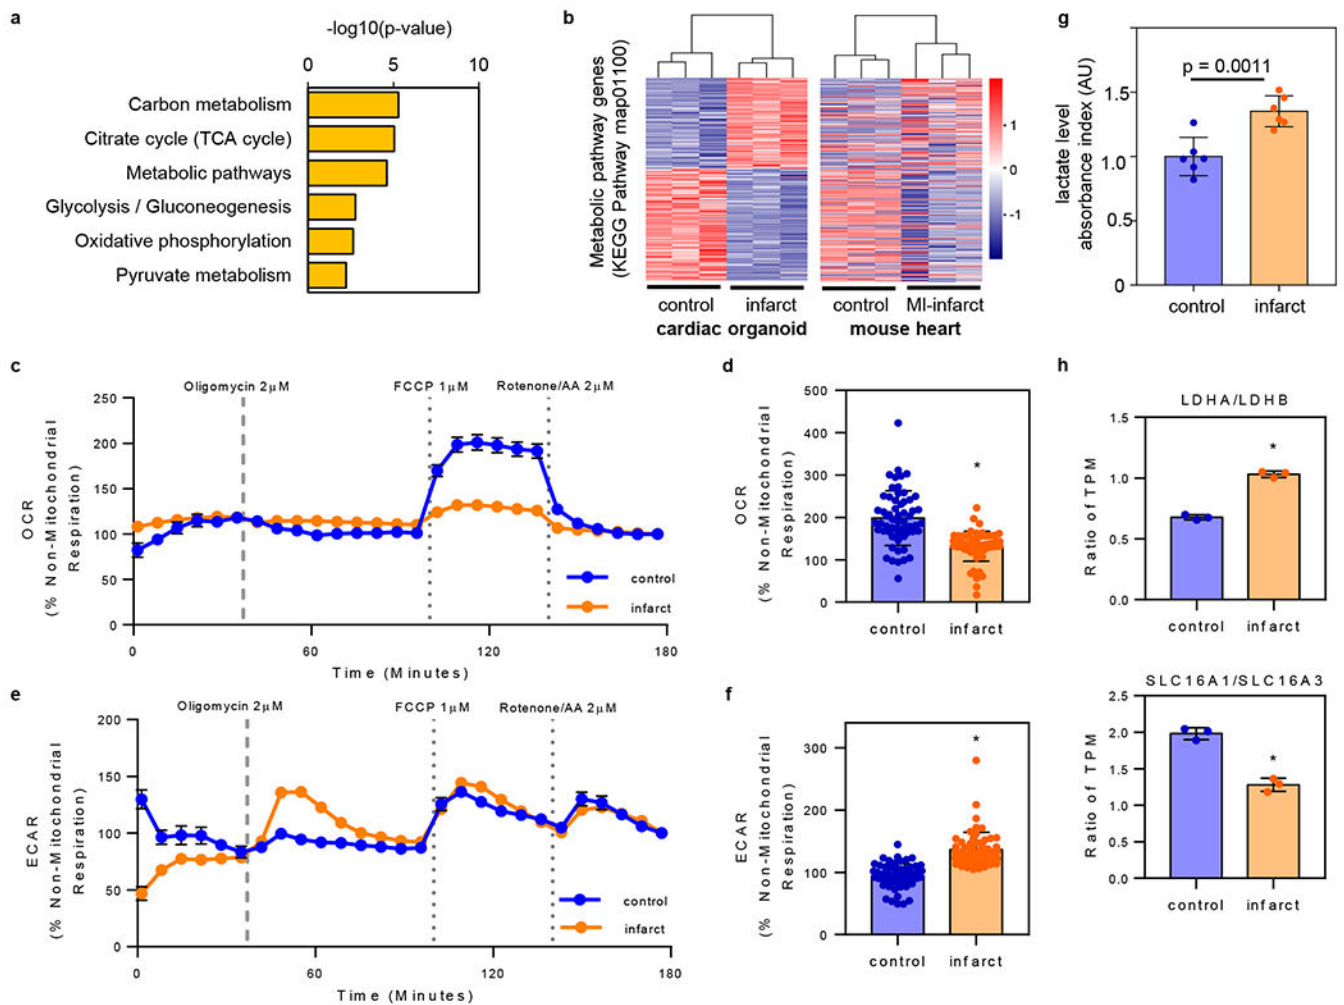 a
-log10(p-value)
0 5 10
Carbon metabolism
Citrate cycle (TCA cycle)
Metabolic pathways
Glycolysis / Gluconeogenesis
Oxidative phosphorylation
Pyruvate metabolism
b
Metabolic pathway genes
(KEGG Pathway map01100)
1
0
-1
control infarct control MI-infarct
cardiac organoid mouse heart
g
lactate level
absorbance index (AU)
p = 0.0011
1.5
1.0
0.5
0
control infarct
c
Oligomycin 2μM FCCP 1μM Rotenone/AA 2μM
OCR
(% Non-Mitochondrial
Respiration)
250
200
150
100
50
0
control
infarct
0 60 120 180
Time (Minutes)
d
OCR
(% Non-Mitochondrial
Respiration)
500
400
300
200
100
0
*
control infarct
h
LDHA/LDHB
Ratio of TPM
1.5
1.0
0.5
0.0
*
control infarct
e
Oligomycin 2μM FCCP 1μM Rotenone/AA 2μM
ECAR
(% Non-Mitochondrial
Respiration)
200
150
100
50
0
control
infarct
0 60 120 180
Time (Minutes)
f
ECAR
(% Non-Mitochondrial
Respiration)
300
200
100
0
*
control infarct
SLC16A1/SLC16A3
Ratio of TPM
2.5
2.0
1.5
1.0
0.5
0.0
*
control infarct